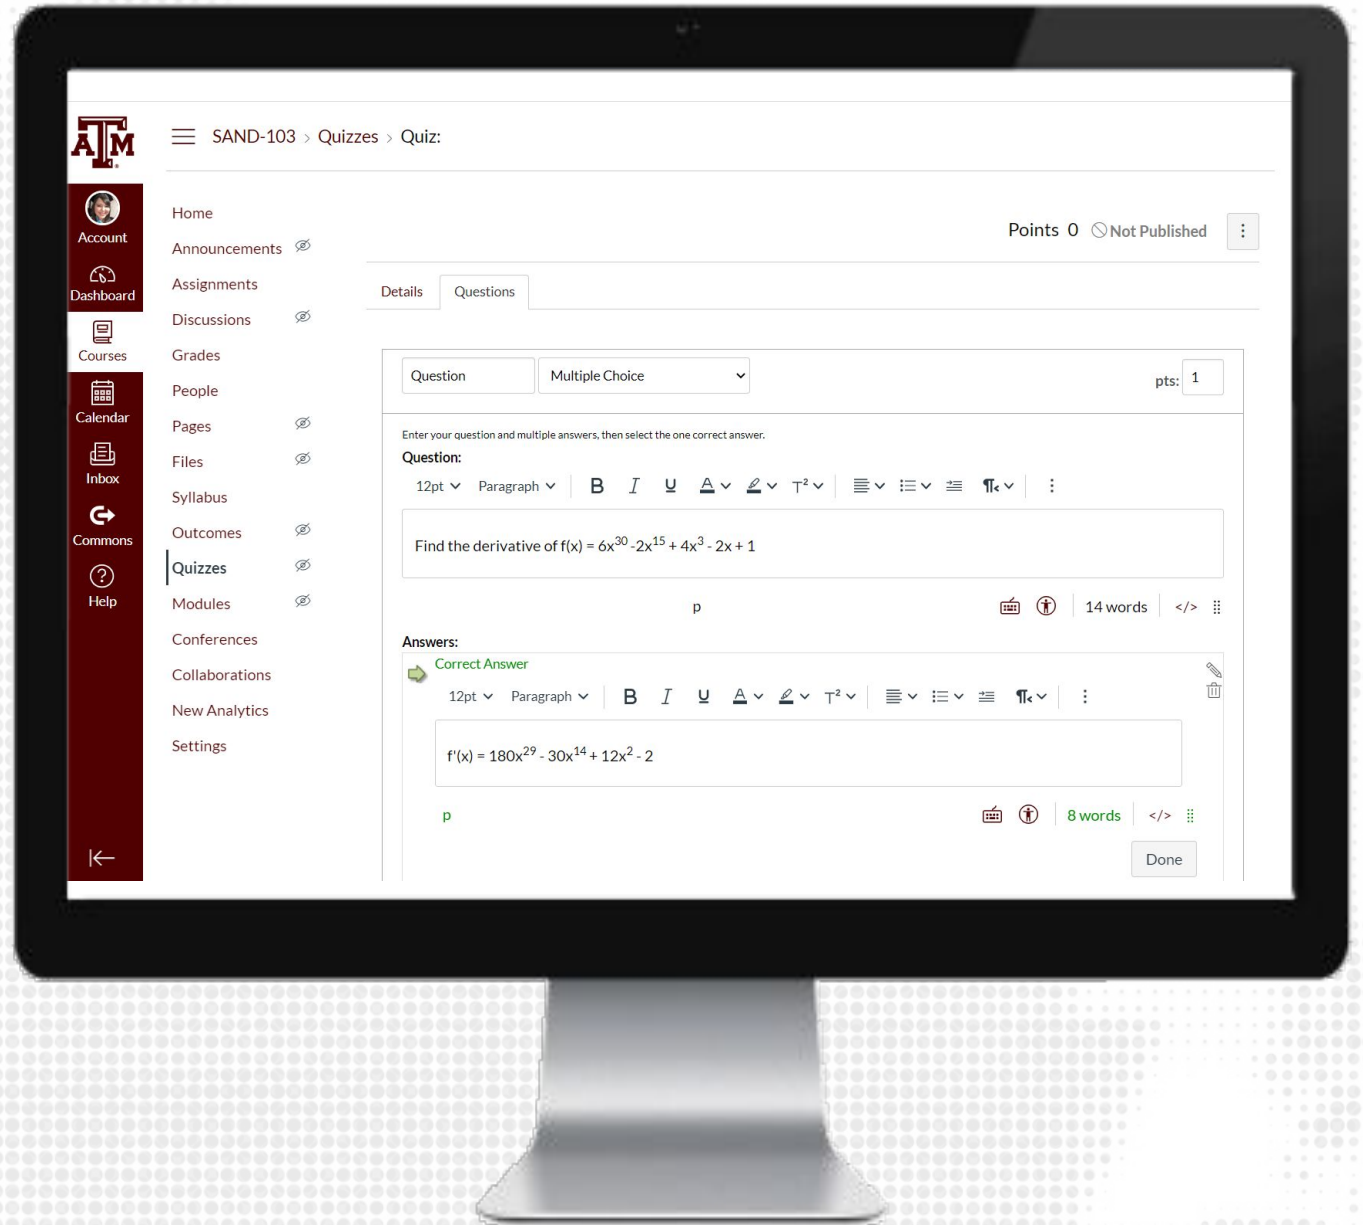 SAND-103 > Quizzes > Quiz:
ATM
Account
Dashboard
Courses
Calendar
Inbox
Commons
Help
Home
Announcements
Assignments
Discussions
Grades
People
Pages
Files
Syllabus
Outcomes
Quizzes
Modules
Conferences
Collaborations
New Analytics
Settings
Points 0 Not Published
Details Questions
Question Multiple Choice pts: 1
Enter your question and multiple answers, then select the one correct answer.
Question:
12pt Paragraph B I U A T²
Find the derivative of f(x) = 6x³⁰ -2x¹⁵ + 4x³ - 2x + 1
p 14 words </>
Answers:
Correct Answer
12pt Paragraph B I U A T²
f'(x) = 180x²⁹ - 30x¹⁴ + 12x² - 2
p 8 words </>
Done